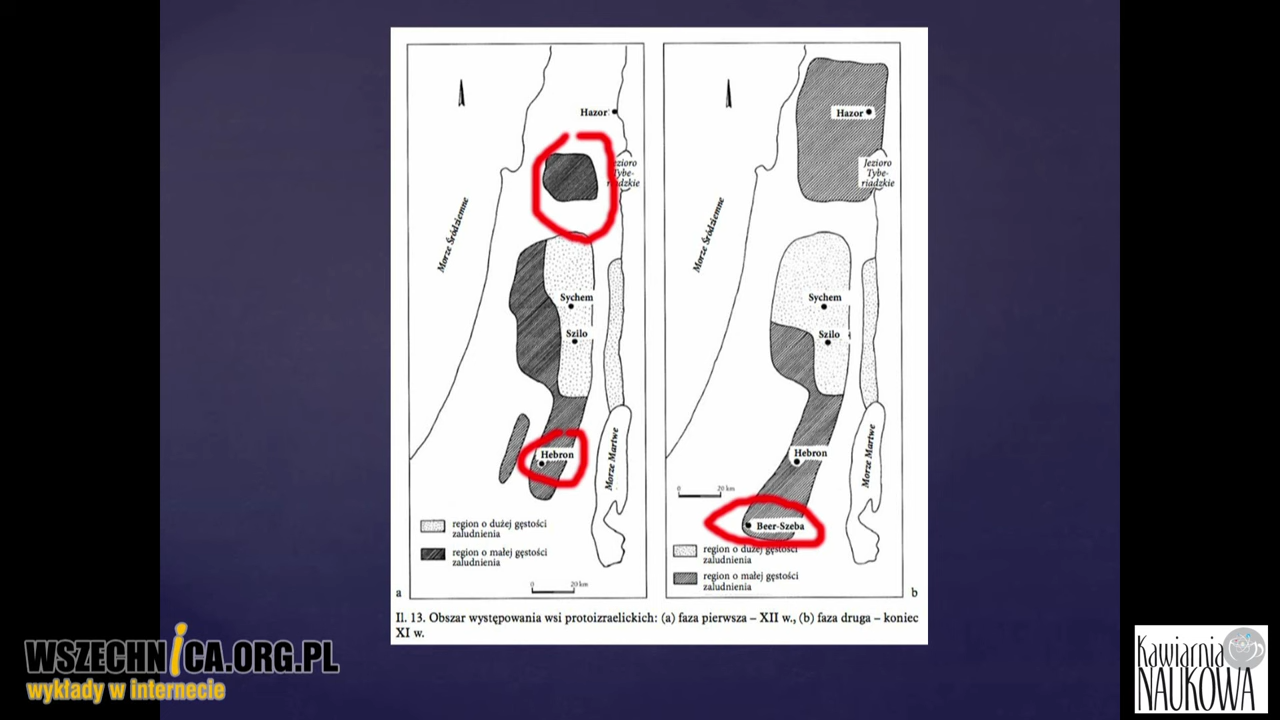 Hazor
Jezioro
Tybe-
riadzkie
Morze Śródziemne
Sychem
Szilo
Hebron
Morze Martwe
region o dużej gęstości
zaludnienia
region o małej gęstości
zaludnienia
0 20 km
a
Hazor
Jezioro
Tybe-
riadzkie
Morze Śródziemne
Sychem
Szilo
Hebron
Morze Martwe
0 20 km
Beer-Szeba
region o dużej gęstości
zaludnienia
region o małej gęstości
zaludnienia
b
Il. 13. Obszar występowania wsi protoizraelickich: (a) faza pierwsza – XII w., (b) faza druga – koniec
XI w.
WSZECHNICA.ORG.PL
wykłady w internecie
Kawiarnia
NAUKOWA